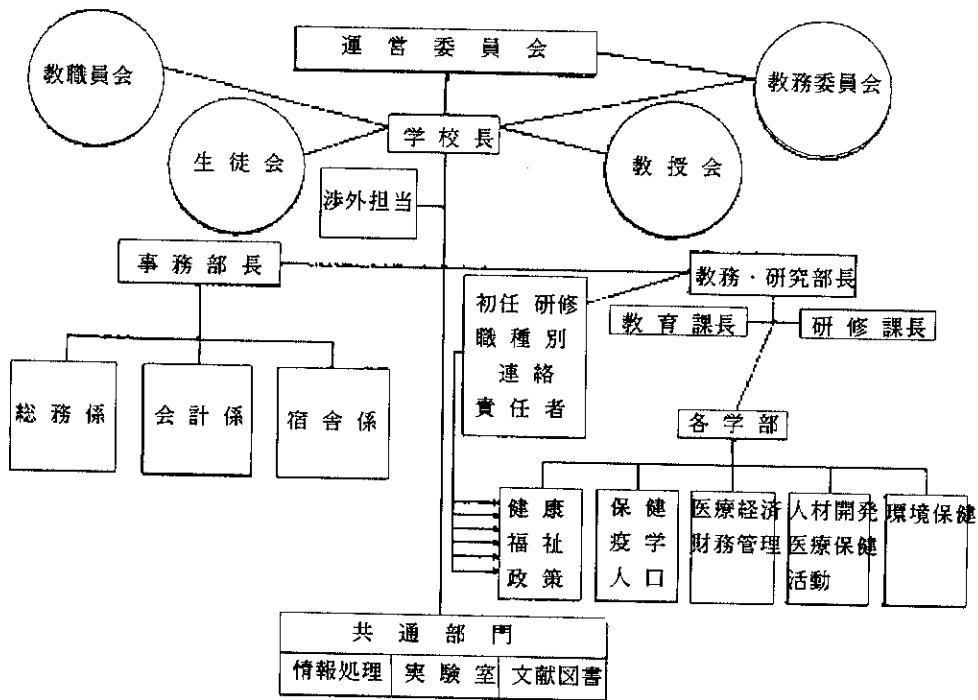 運営委員会
教職員会
教務委員会
学校長
生徒会
教授会
渉外担当
事務部長
教務・研究部長
初任 研修
職種別
連絡
責任者
教育課長
研修課長
総務係
会計係
宿舎係
各学部
健康
福祉
政策
保健
疫学
人口
医療経済
財務管理
人材開発
医療保健
活動
環境保健
共通部門
情報処理
実験室
文献図書